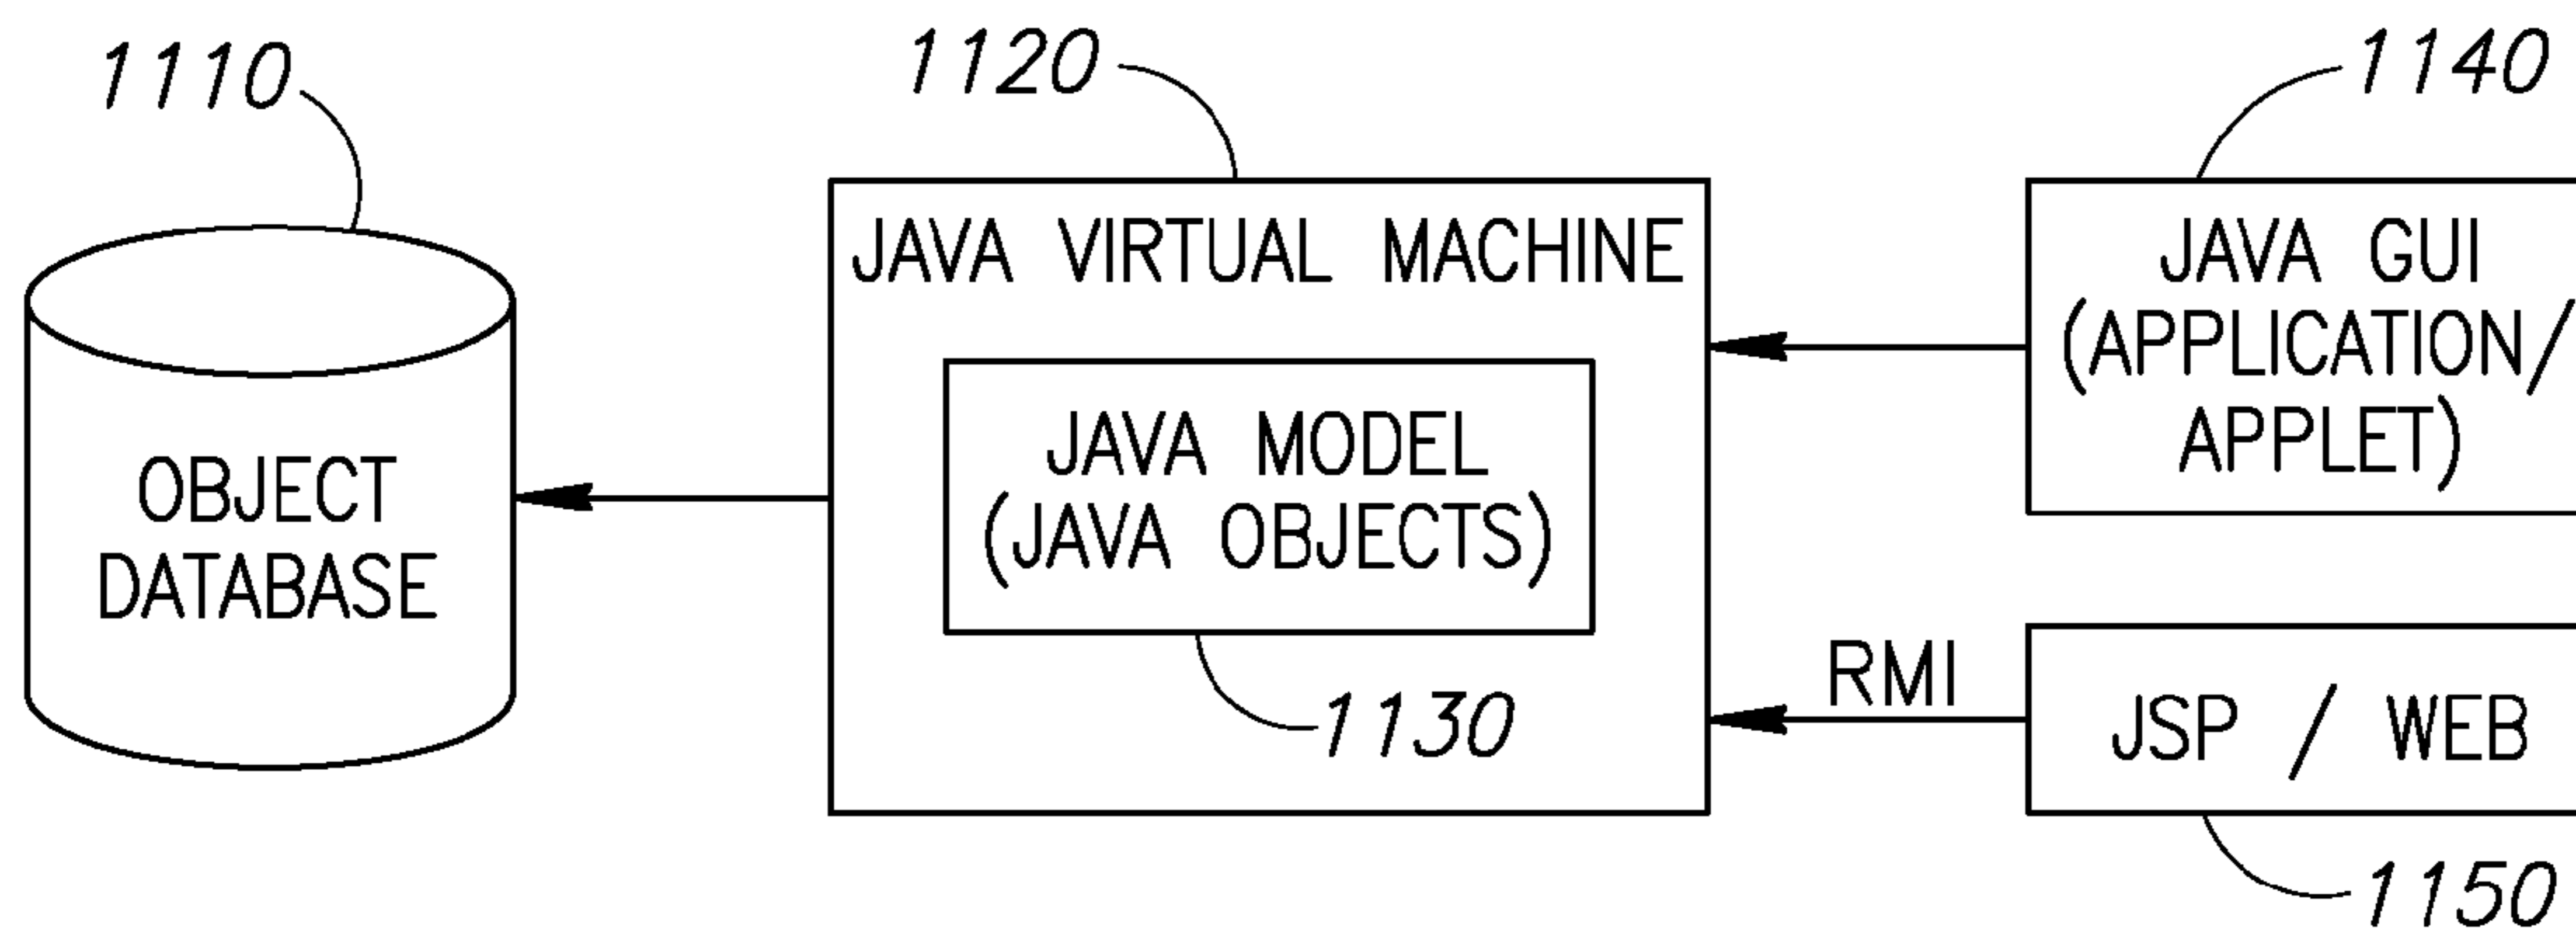 1110
1120
1140
JAVA VIRTUAL MACHINE
JAVA GUI
(APPLICATION/
APPLET)
JAVA MODEL
(JAVA OBJECTS)
OBJECT
DATABASE
RMI
1130
JSP / WEB
1150